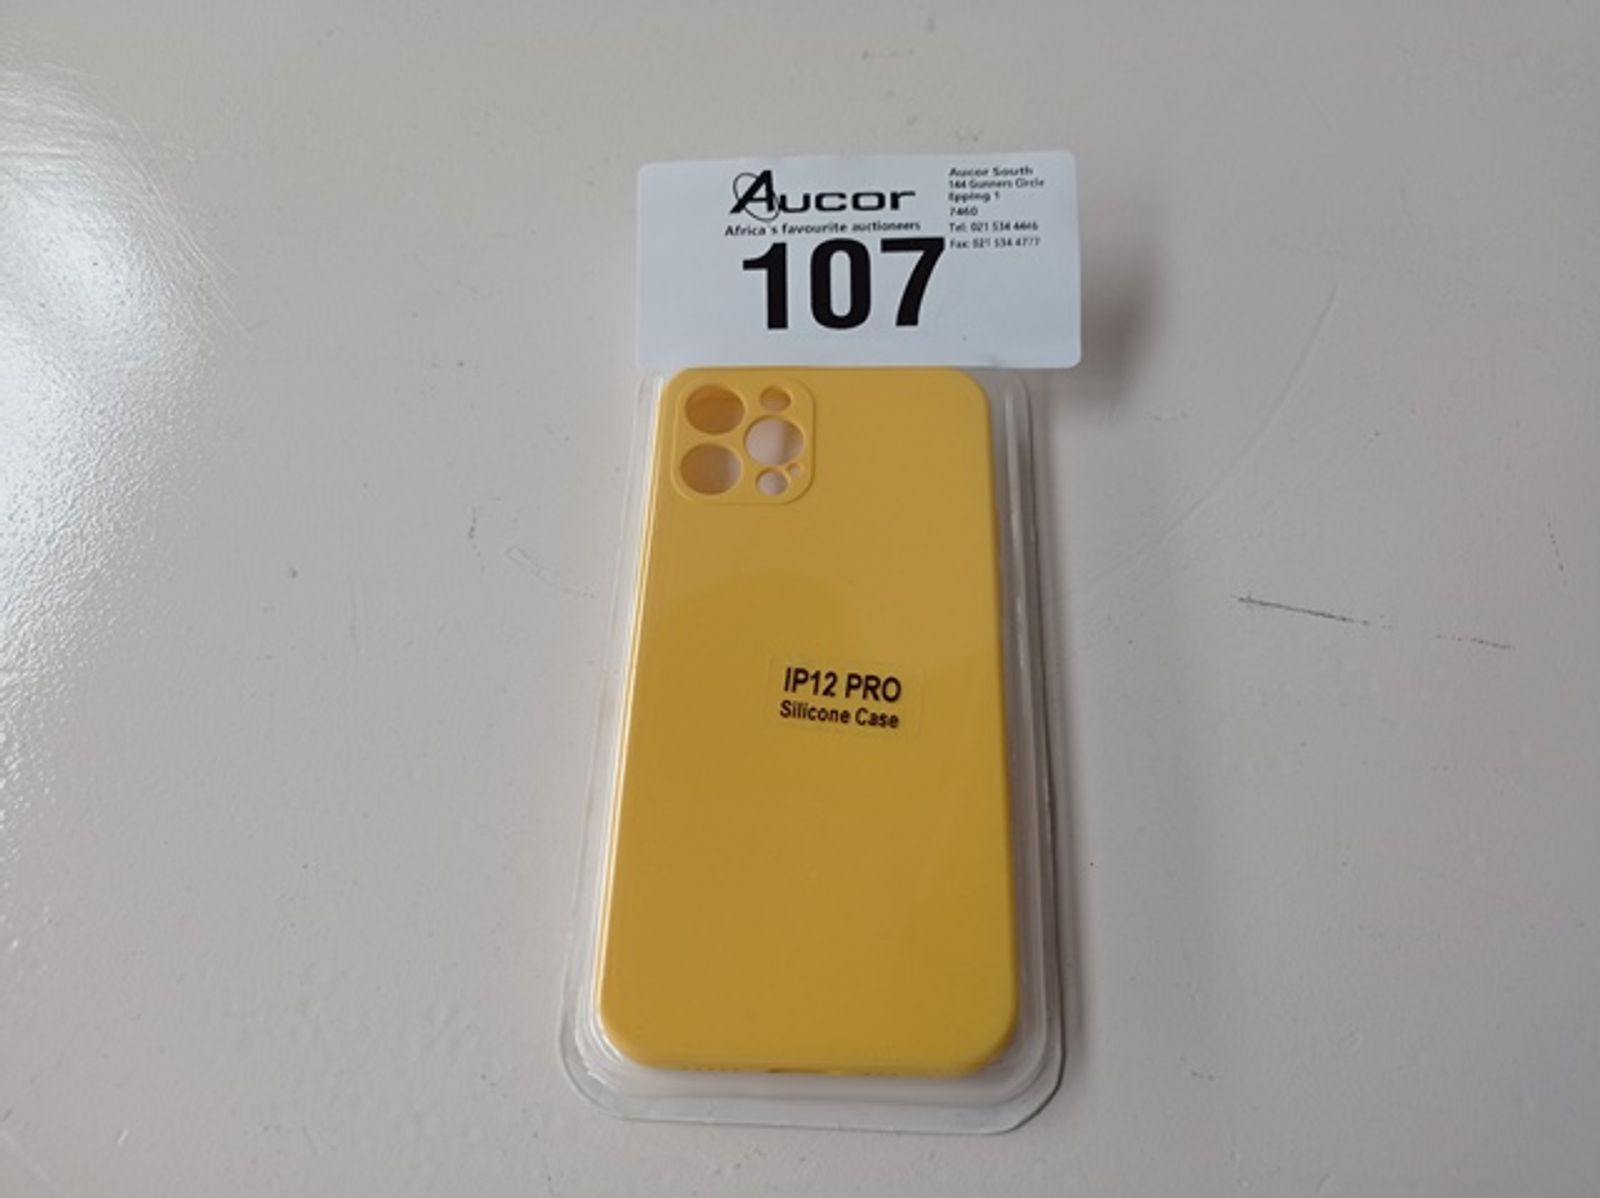 Aucor
Africa's favourite auctioneers
107
Aucor South
144 Gunners Circle
Epping 1
7460
Tel: 021 534 4446
Fax: 021 534 4777
IP12 PRO
Silicone Case